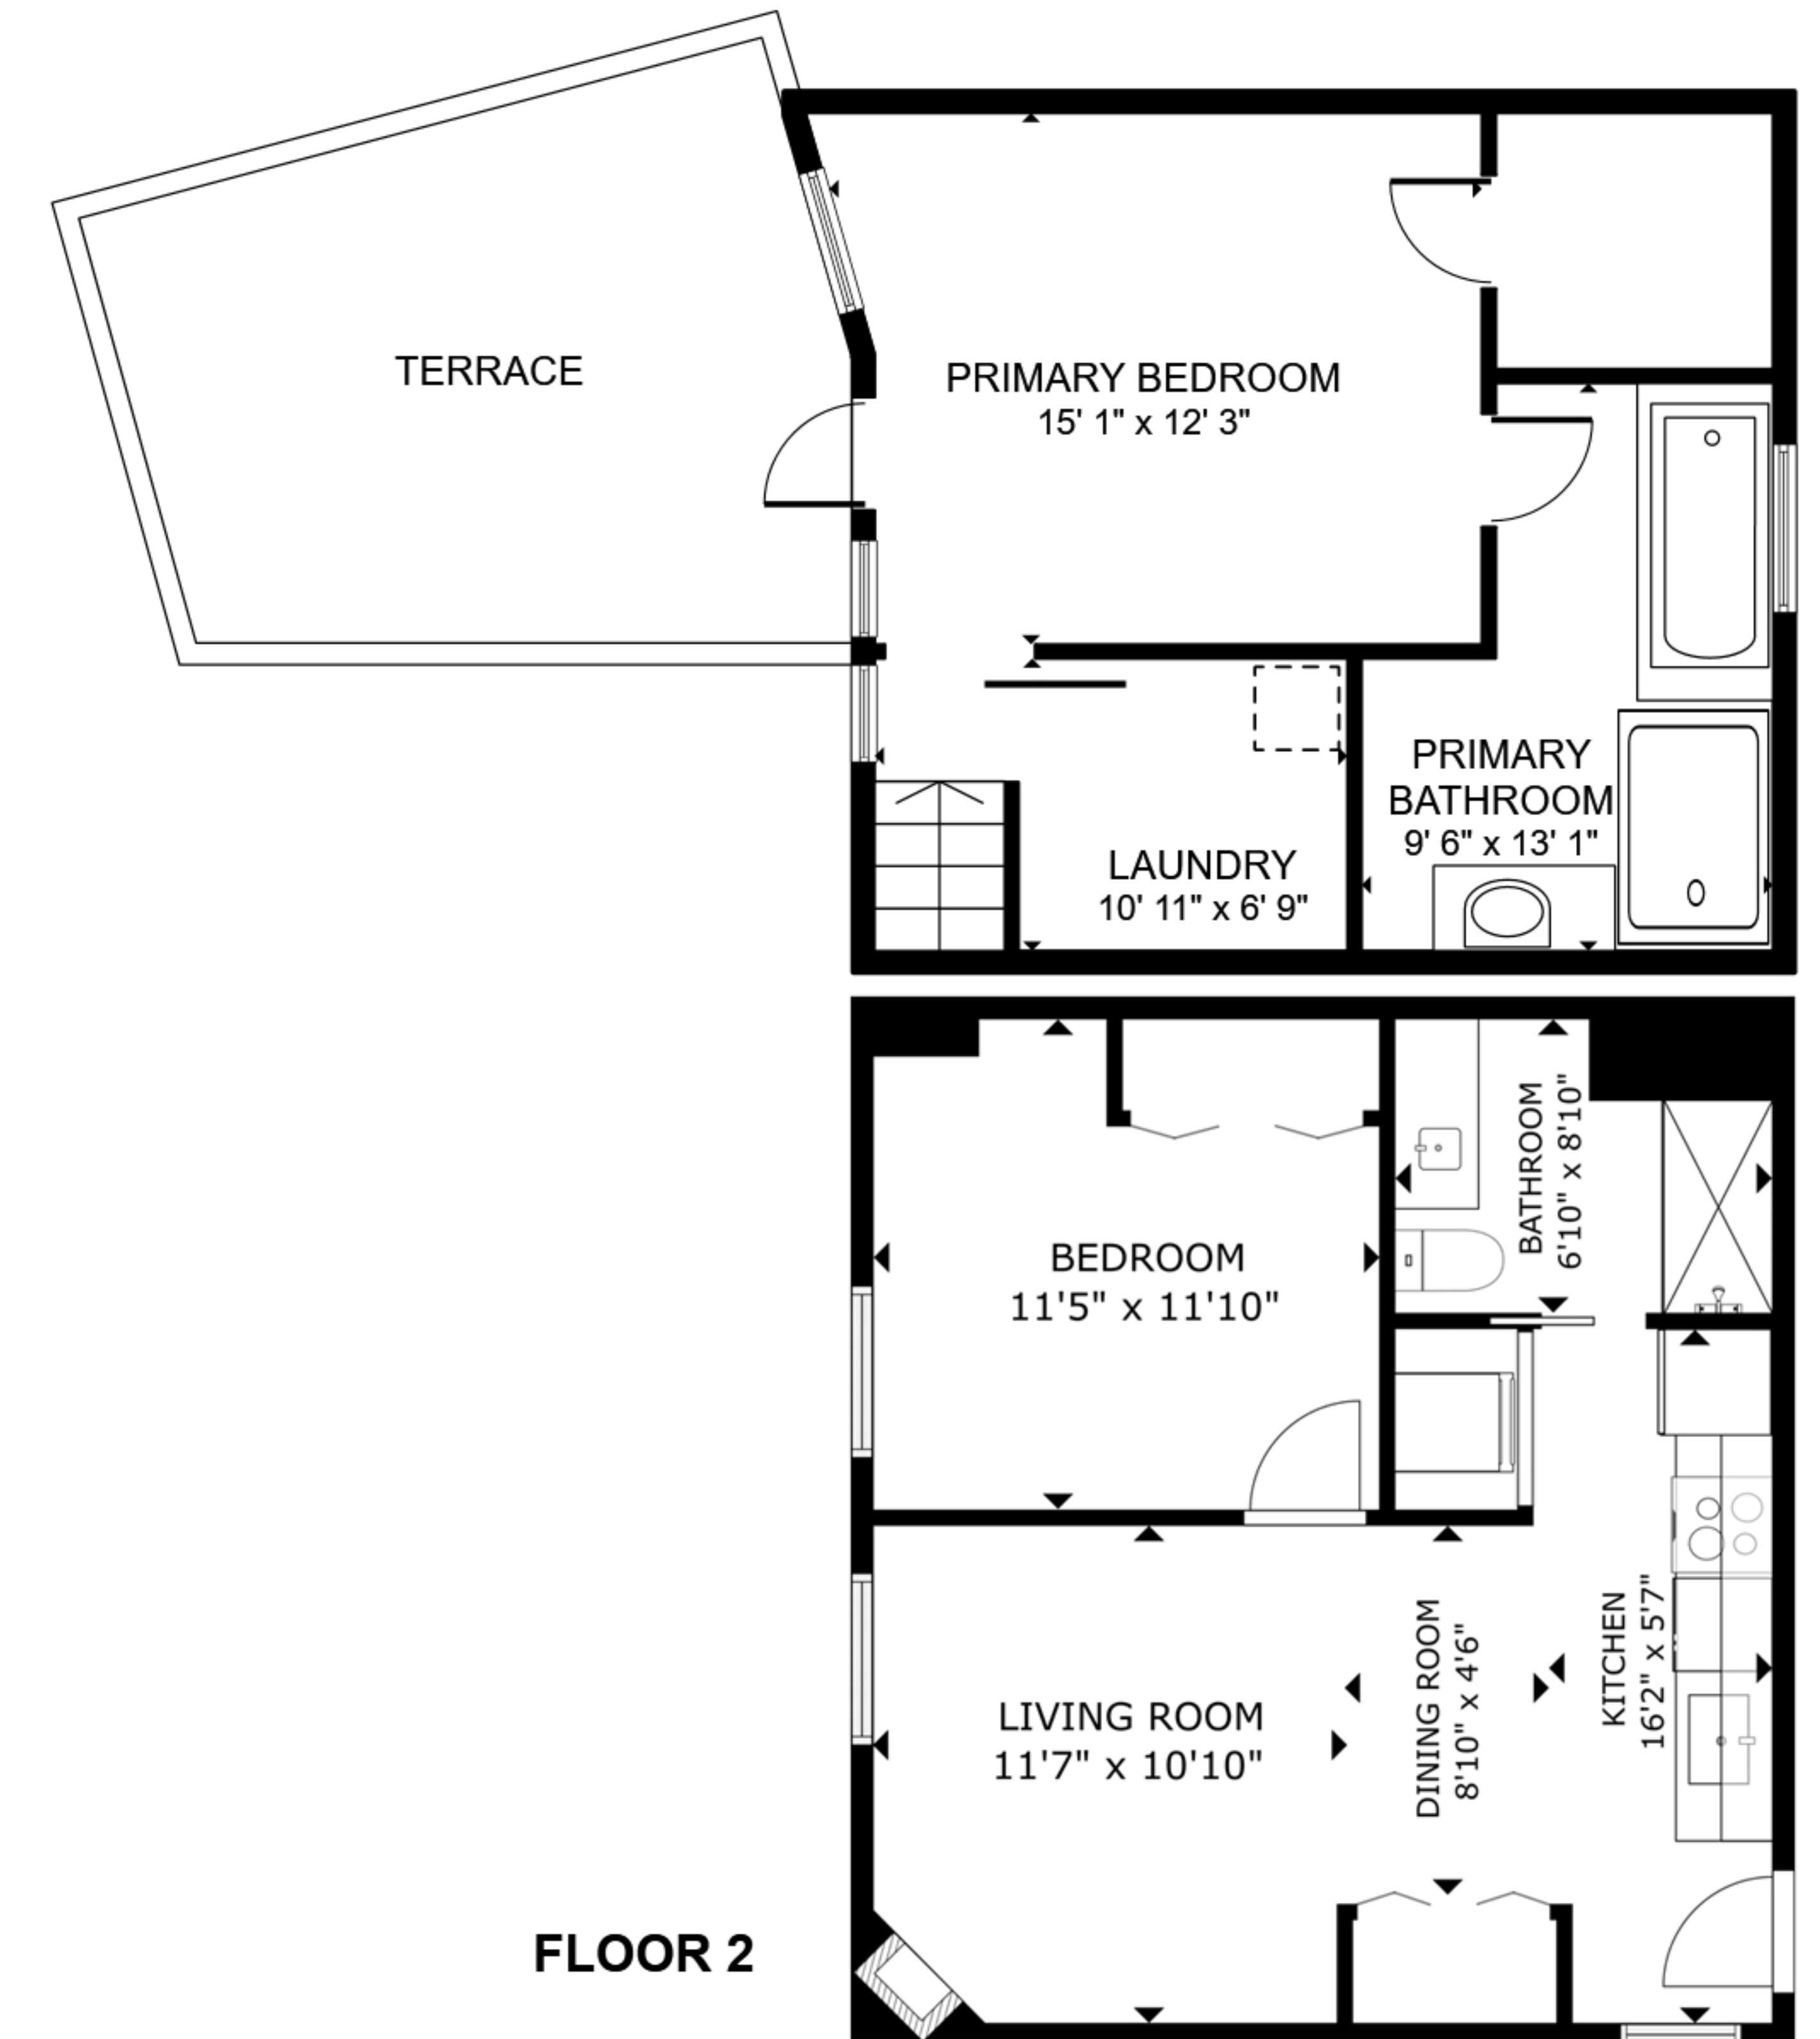 TERRACE
PRIMARY BEDROOM
15' 1" x 12' 3"
PRIMARY
BATHROOM
9' 6" x 13' 1"
LAUNDRY
10' 11" x 6' 9"
BATHROOM
6'10" x 8'10"
BEDROOM
11'5" x 11'10"
LIVING ROOM
11'7" x 10'10"
DINING ROOM
8'10" x 4'6"
KITCHEN
16'2" x 5'7"
FLOOR 2